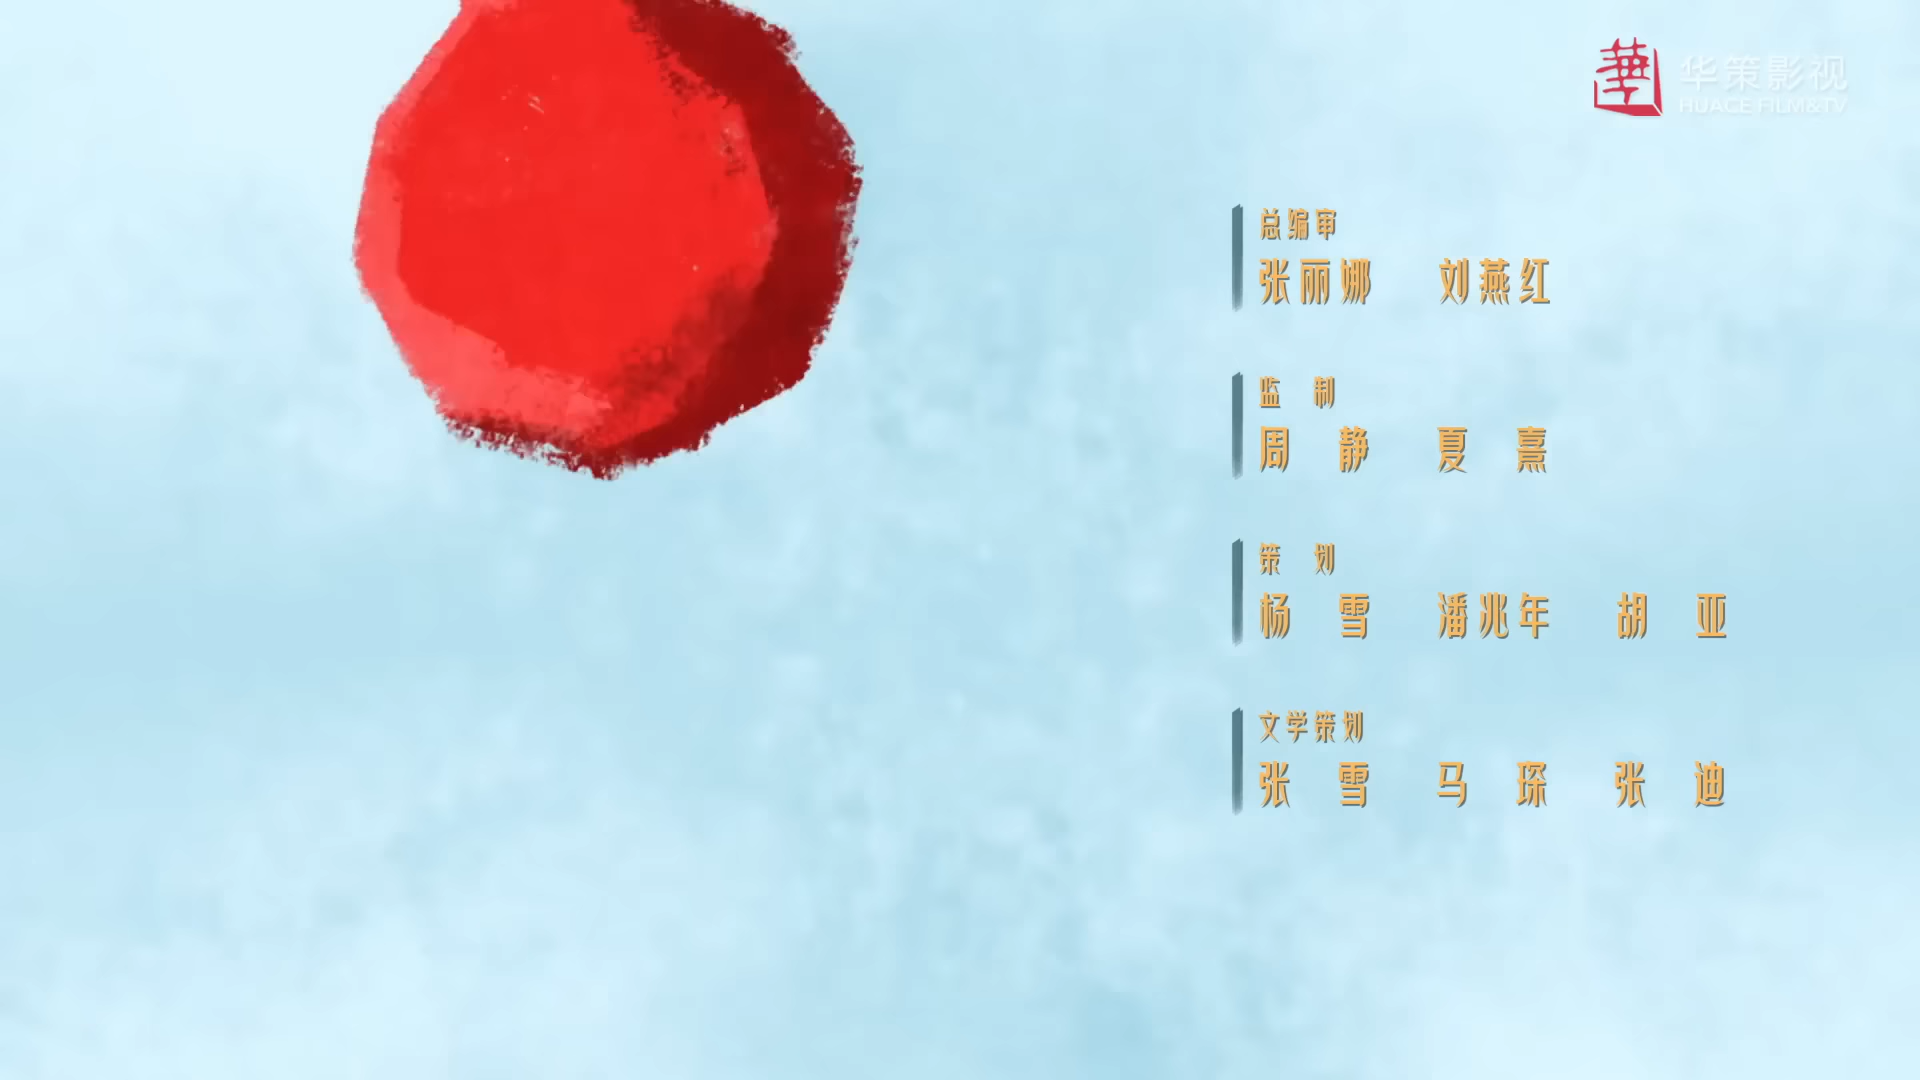 华策影视
HUACE FILM&TV
总编审
张丽娜 刘燕红
监 制
周 静 夏 熹
策 划
杨 雪 潘兆年 胡 亚
文学策划
张 雪 马 琛 张 迪